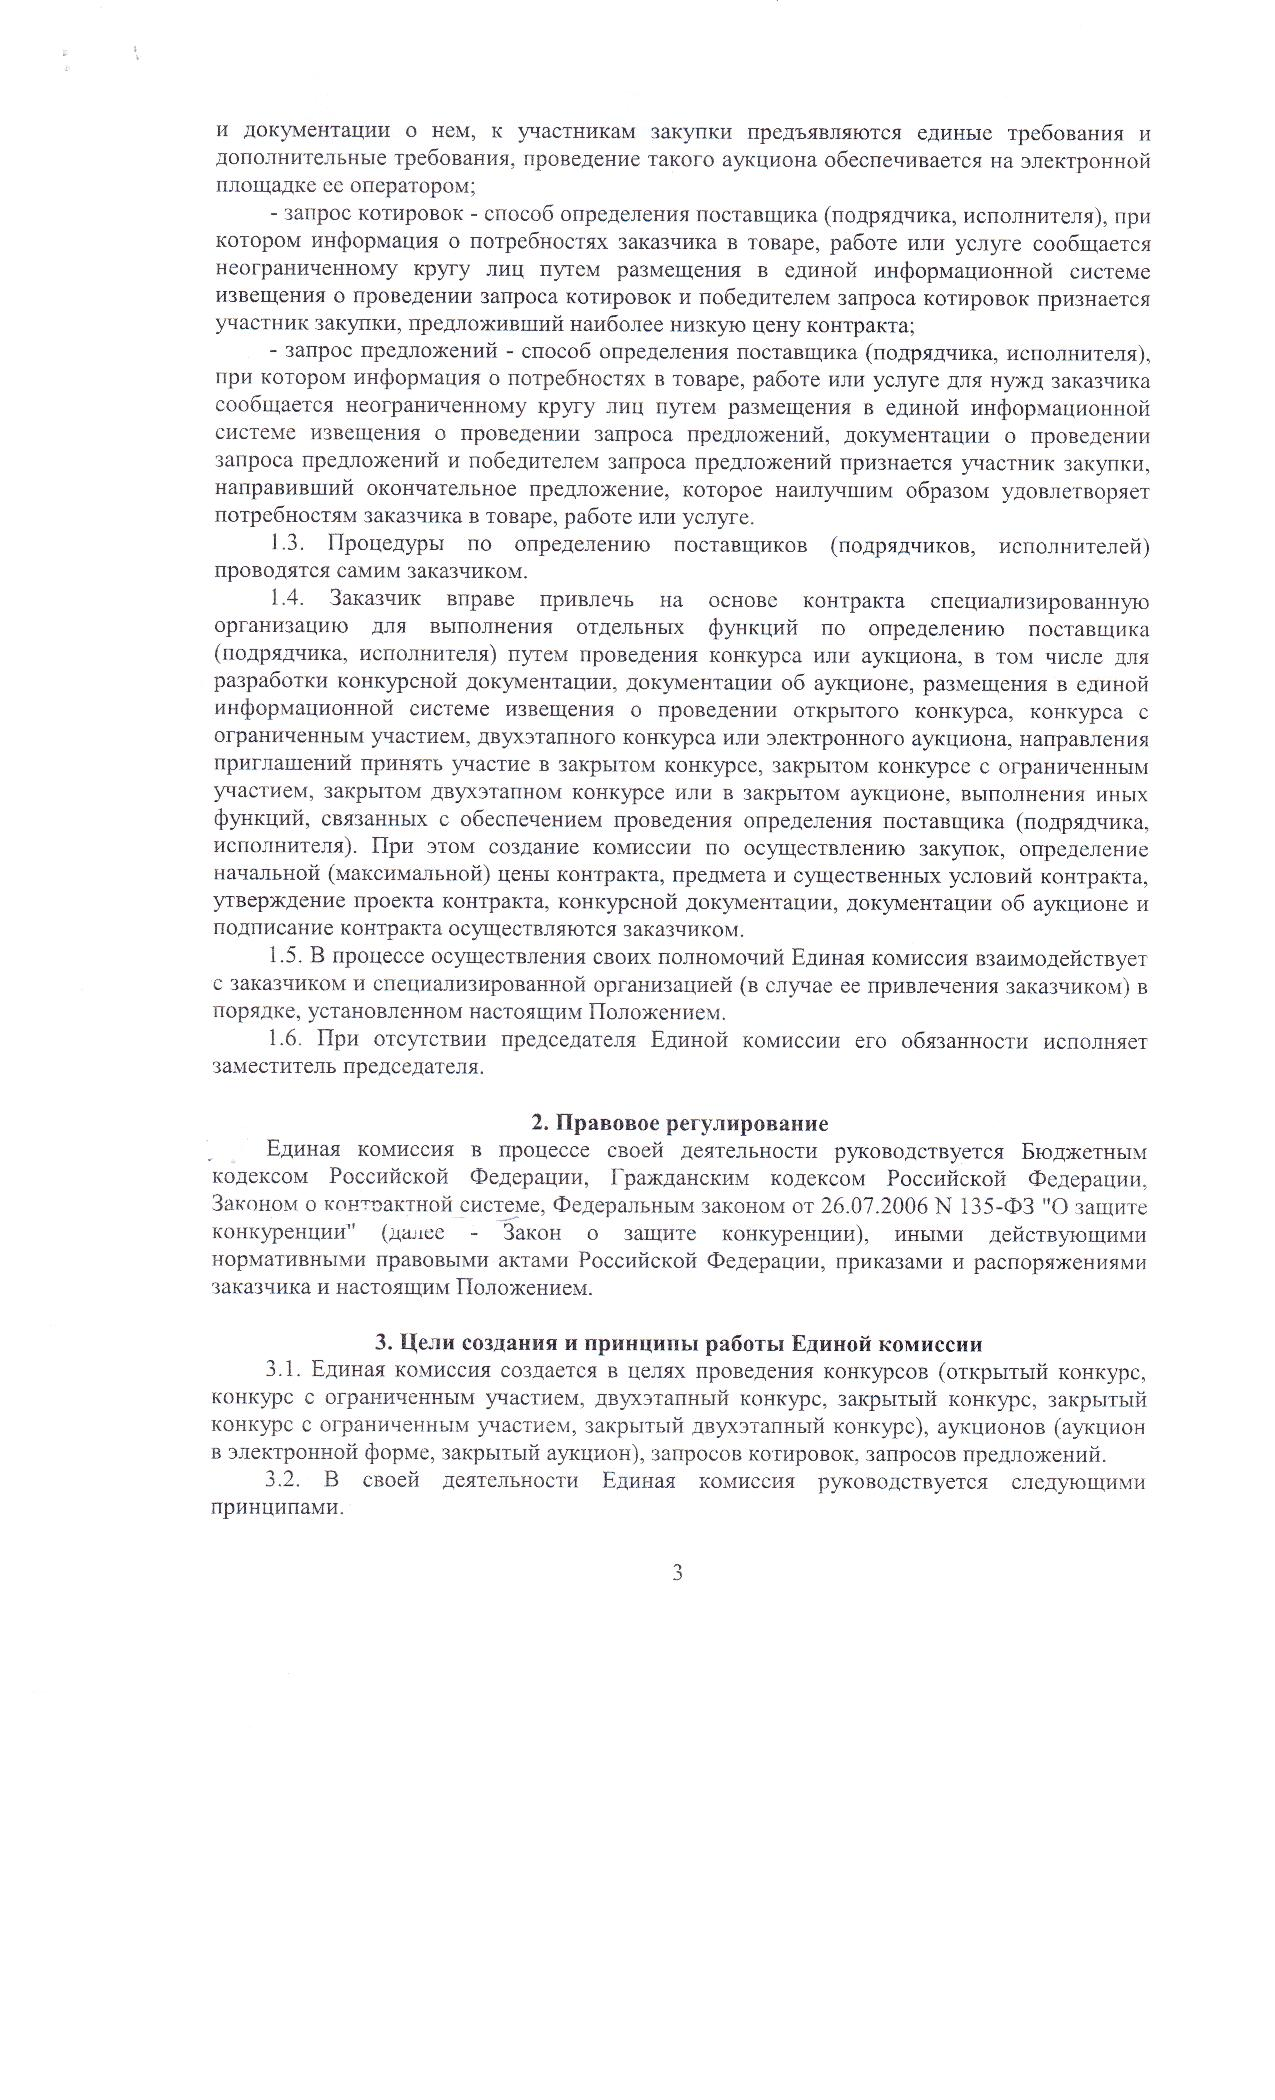 и документации о нем, к участникам закупки предъявляются единые требования и
дополнительные требования, проведение такого аукциона обеспечивается на электронной
площадке ее оператором;
- запрос котировок - способ определения поставщика (подрядчика, исполнителя), при
котором информация о потребностях заказчика в товаре, работе или услуге сообщается
неограниченному кругу лиц путем размещения в единой информационной системе
извещения о проведении запроса котировок и победителем запроса котировок признается
участник закупки, предложивший наиболее низкую цену контракта;
- запрос предложений - способ определения поставщика (подрядчика, исполнителя),
при котором информация о потребностях в товаре, работе или услуге для нужд заказчика
сообщается неограниченному кругу лиц путем размещения в единой информационной
системе извещения о проведении запроса предложений, документации о проведении
запроса предложений и победителем запроса предложений признается участник закупки,
направивший окончательное предложение, которое наилучшим образом удовлетворяет
потребностям заказчика в товаре, работе или услуге.
1.3. Процедуры по определению поставщиков (подрядчиков, исполнителей)
проводятся самим заказчиком.
1.4. Заказчик вправе привлечь на основе контракта специализированную
организацию для выполнения отдельных функций по определению поставщика
(подрядчика, исполнителя) путем проведения конкурса или аукциона, в том числе для
разработки конкурсной документации, документации об аукционе, размещения в единой
информационной системе извещения о проведении открытого конкурса, конкурса с
ограниченным участием, двухэтапного конкурса или электронного аукциона, направления
приглашений принять участие в закрытом конкурсе, закрытом конкурсе с ограниченным
участием, закрытом двухэтапном конкурсе или в закрытом аукционе, выполнения иных
функций, связанных с обеспечением проведения определения поставщика (подрядчика,
исполнителя). При этом создание комиссии по осуществлению закупок, определение
начальной (максимальной) цены контракта, предмета и существенных условий контракта,
утверждение проекта контракта, конкурсной документации, документации об аукционе и
подписание контракта осуществляются заказчиком.
1.5. В процессе осуществления своих полномочий Единая комиссия взаимодействует
с заказчиком и специализированной организацией (в случае ее привлечения заказчиком) в
порядке, установленном настоящим Положением.
1.6. При отсутствии председателя Единой комиссии его обязанности исполняет
заместитель председателя.
2. Правовое регулирование
Единая комиссия в процессе своей деятельности руководствуется Бюджетным
кодексом Российской Федерации, Гражданским кодексом Российской Федерации,
Законом о контрактной системе, Федеральным законом от 26.07.2006 N 135-ФЗ "О защите
конкуренции" (далее - Закон о защите конкуренции), иными действующими
нормативными правовыми актами Российской Федерации, приказами и распоряжениями
заказчика и настоящим Положением.
3. Цели создания и принципы работы Единой комиссии
3.1. Единая комиссия создается в целях проведения конкурсов (открытый конкурс,
конкурс с ограниченным участием, двухэтапный конкурс, закрытый конкурс, закрытый
конкурс с ограниченным участием, закрытый двухэтапный конкурс), аукционов (аукцион
в электронной форме, закрытый аукцион), запросов котировок, запросов предложений.
3.2. В своей деятельности Единая комиссия руководствуется следующими
принципами.
3